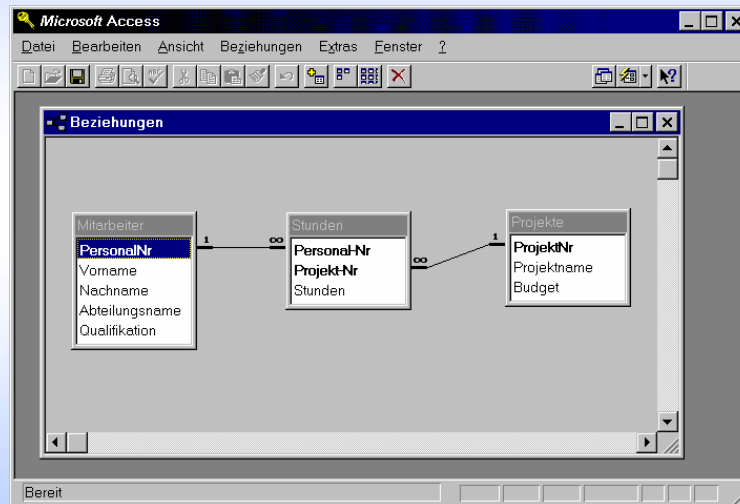 Microsoft Access
Datei Bearbeiten Ansicht Beziehungen Extras Fenster ?
Beziehungen
Mitarbeiter
PersonalNr
Vorname
Nachname
Abteilungsname
Qualifikation
1
∞
Stunden
Personal-Nr
Projekt-Nr
Stunden
∞
1
Projekte
ProjektNr
Projektname
Budget
Bereit